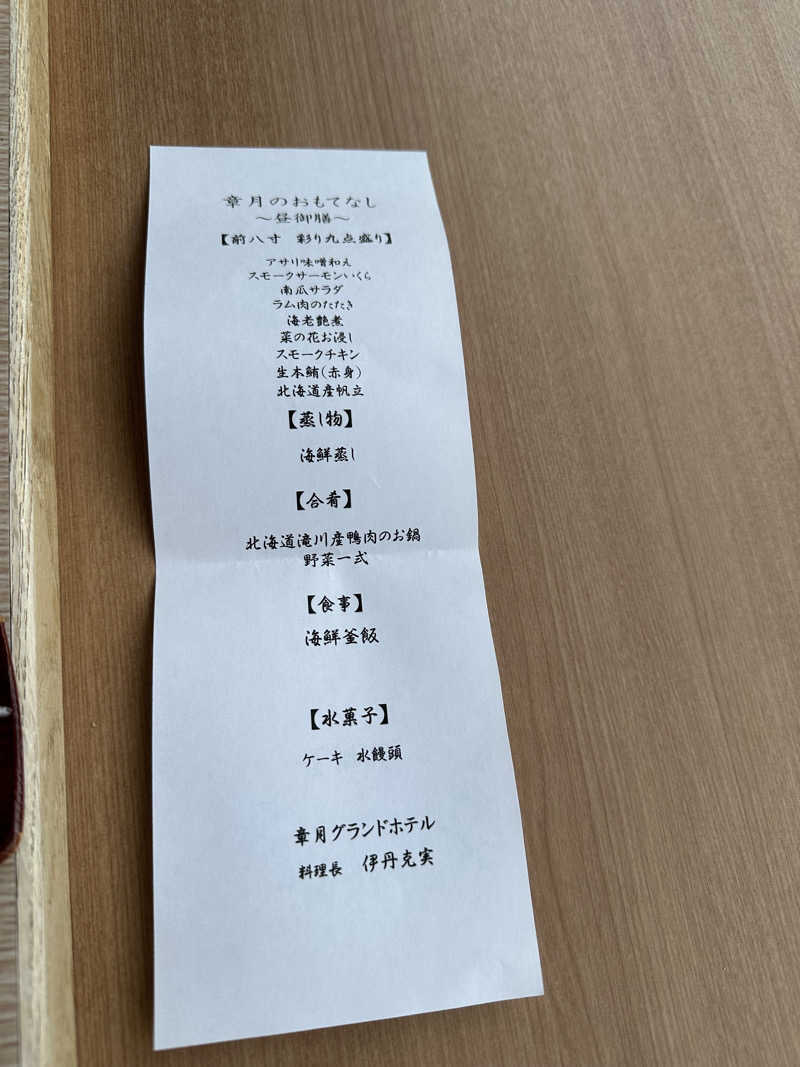 章月のおもてなし
～昼御膳～
【前八寸　彩り九点盛り】
アサリ味噌和え
スモークサーモンいくら
南瓜サラダ
ラム肉のたたき
海老艶煮
菜の花お浸し
スモークチキン
生本鮪(赤身)
北海道産帆立
【蒸し物】
海鮮蒸し
【合肴】
北海道滝川産鴨肉のお鍋
野菜一式
【食事】
海鮮釜飯
【水菓子】
ケーキ　水饅頭
章月グランドホテル
料理長　伊丹克実